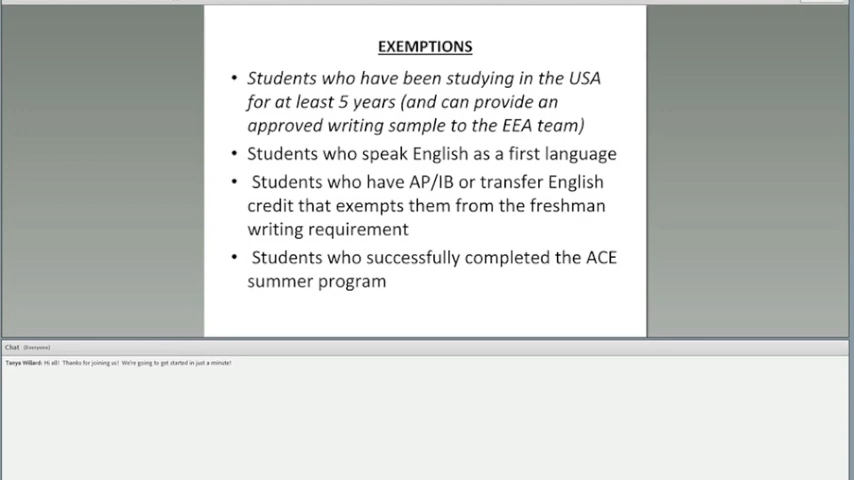 EXEMPTIONS
• Students who have been studying in the USA
for at least 5 years (and can provide an
approved writing sample to the EEA team)
• Students who speak English as a first language
• Students who have AP/IB or transfer English
credit that exempts them from the freshman
writing requirement
• Students who successfully completed the ACE
summer program
Chat (Everyone)
Tanya Willard: Hi all! Thanks for joining us! We're going to get started in just a minute!